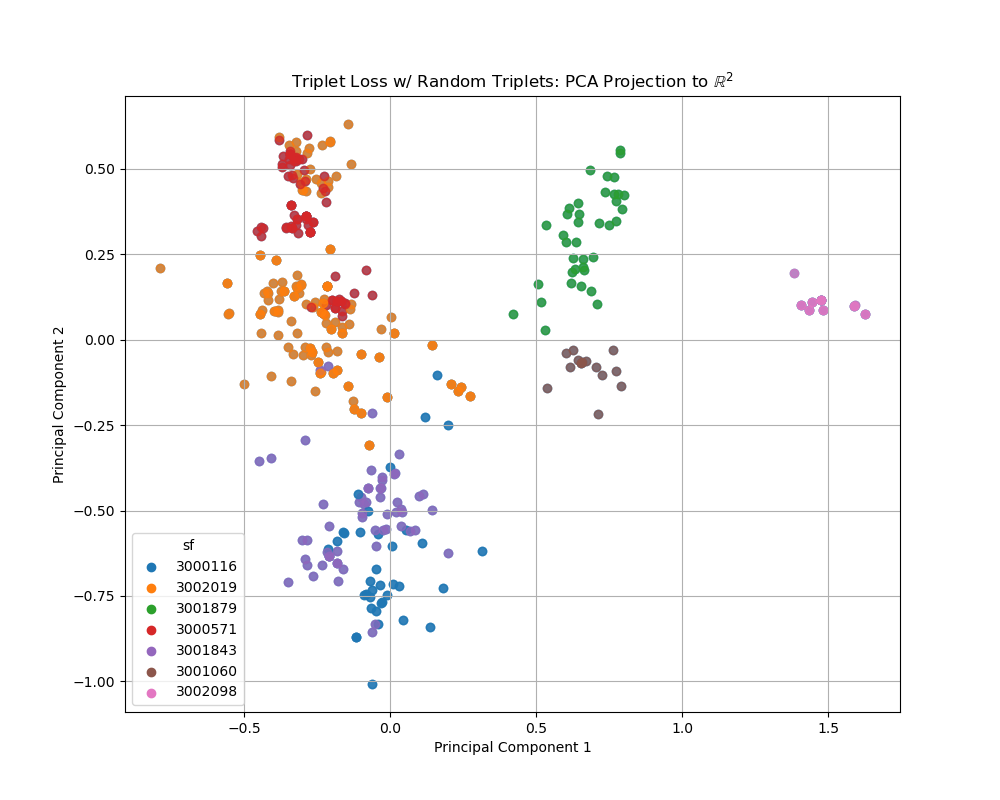 Triplet Loss w/ Random Triplets: PCA Projection to ℝ²
Principal Component 2
0.50
0.25
0.00
−0.25
−0.50
−0.75
−1.00
sf
3000116
3002019
3001879
3000571
3001843
3001060
3002098
−0.5 0.0 0.5 1.0 1.5
Principal Component 1